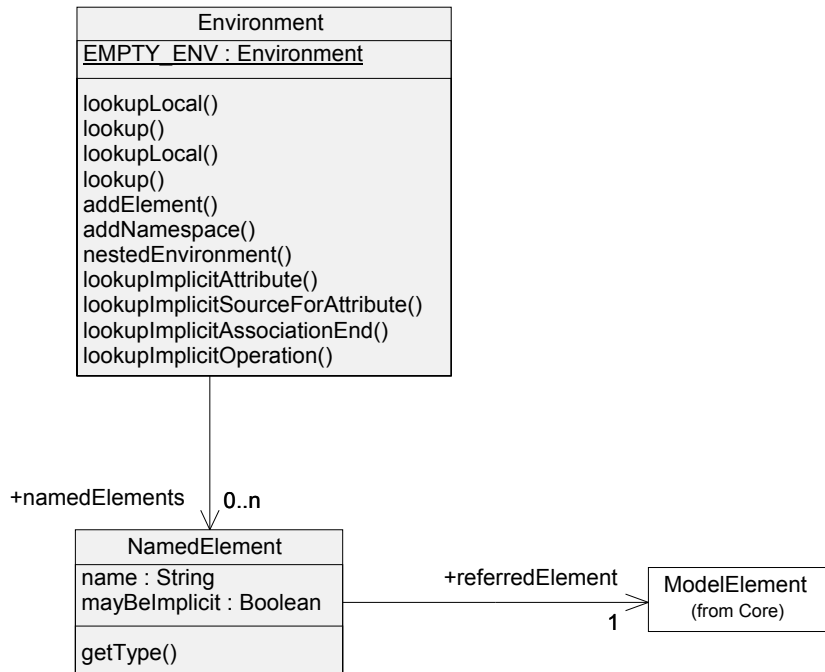 Environment
EMPTY_ENV : Environment
lookupLocal()
lookup()
lookupLocal()
lookup()
addElement()
addNamespace()
nestedEnvironment()
lookupImplicitAttribute()
lookupImplicitSourceForAttribute()
lookupImplicitAssociationEnd()
lookupImplicitOperation()
+namedElements 0..n
NamedElement
name : String
mayBeImplicit : Boolean
getType()
+referredElement
1
ModelElement
(from Core)